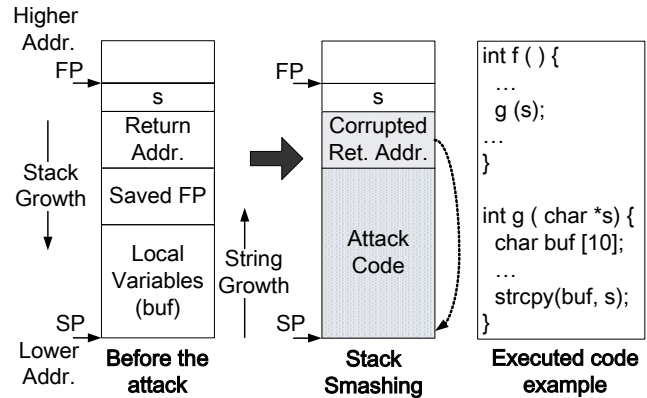 Higher
Addr.
FP
s
Return
Addr.
Saved FP
Local
Variables
(buf)
Stack
Growth
SP
Lower
Addr.
Before the
attack
String
Growth
FP
s
Corrupted
Ret. Addr.
Attack
Code
SP
Stack
Smashing
int f ( ) {
…
g (s);
…
}
int g ( char *s) {
char buf [10];
…
strcpy(buf, s);
}
Executed code
example